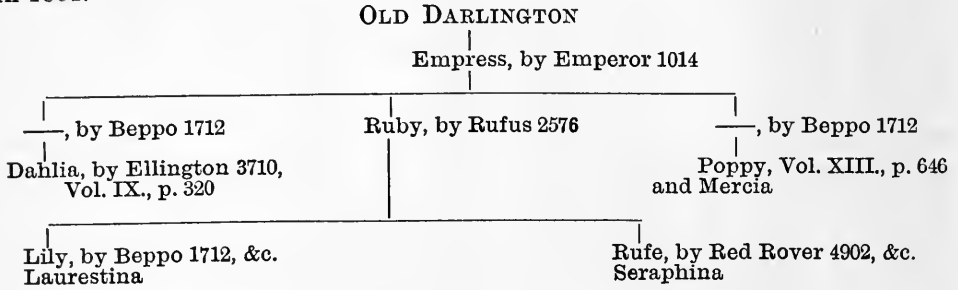 OLD DARLINGTON
Empress, by Emperor 1014
——, by Beppo 1712
Ruby, by Rufus 2576
——, by Beppo 1712
Dahlia, by Ellington 3710,
Vol. IX., p. 320
Poppy, Vol. XIII., p. 646
and Mercia
Lily, by Beppo 1712, &c.
Laurestina
Rufe, by Red Rover 4902, &c.
Seraphina